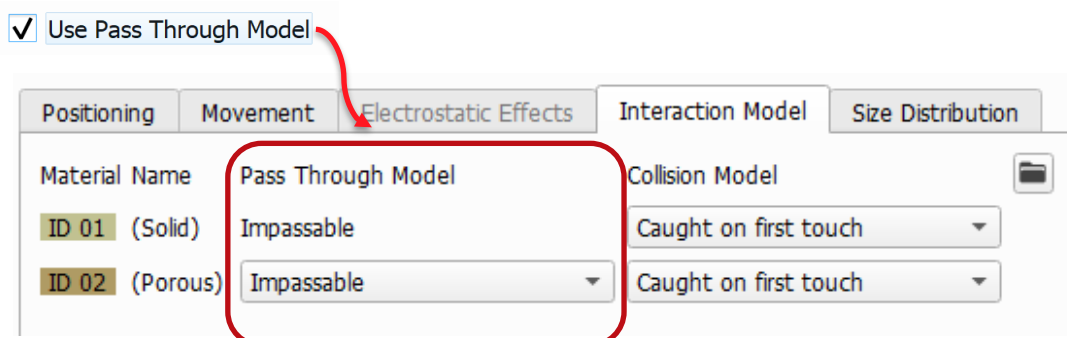 Use Pass Through Model
Positioning Movement Electrostatic Effects Interaction Model Size Distribution
Material Name Pass Through Model Collision Model
ID 01 (Solid) Impassable Caught on first touch
ID 02 (Porous) Impassable Caught on first touch